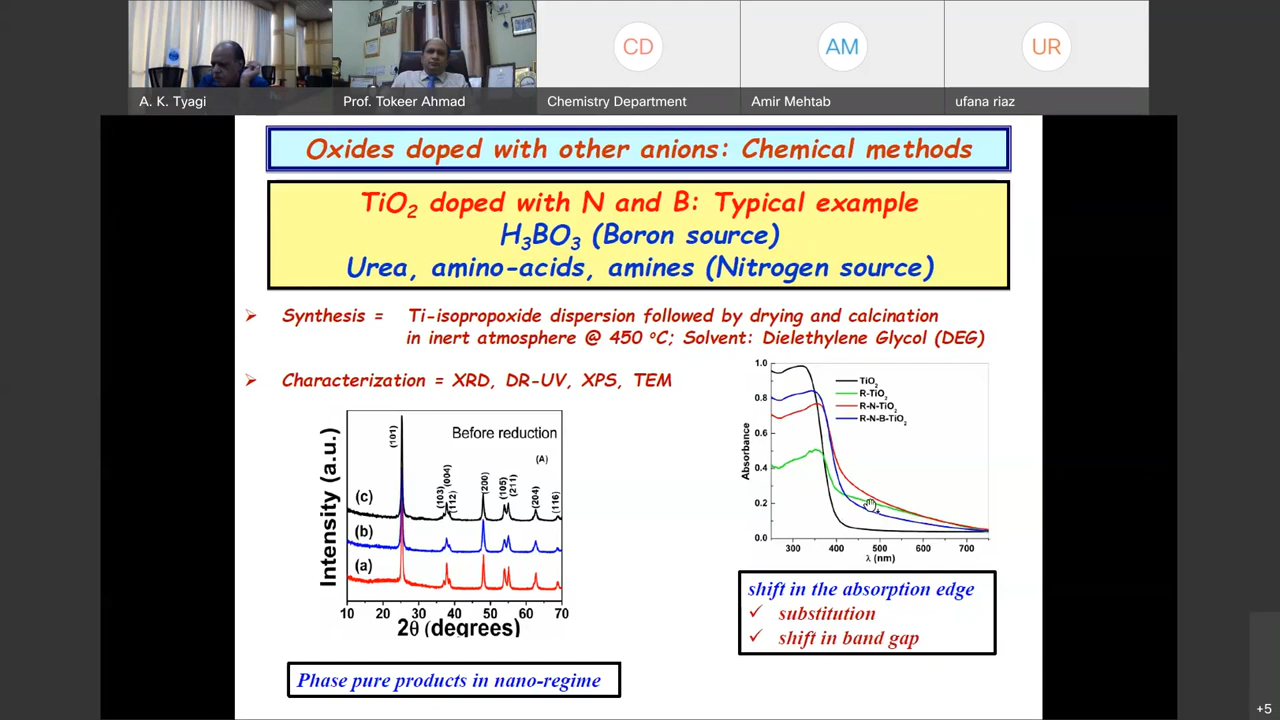 CD
AM
UR
A. K. Tyagi
Prof. Tokeer Ahmad
Chemistry Department
Amir Mehtab
ufana riaz
Oxides doped with other anions: Chemical methods
TiO2 doped with N and B: Typical example
H3BO3 (Boron source)
Urea, amino-acids, amines (Nitrogen source)
Synthesis = Ti-isopropoxide dispersion followed by drying and calcination
in inert atmosphere @ 450 °C; Solvent: Dielethylene Glycol (DEG)
Characterization = XRD, DR-UV, XPS, TEM
Intensity (a.u.)
Before reduction
(A)
(101)
(103)
(004)
(112)
(200)
(105)
(211)
(204)
(116)
(c)
(b)
(a)
10 20 30 40 50 60 70
2θ (degrees)
Absorbance
1.0
0.8
0.6
0.4
0.2
0.0
TiO2
R-TiO2
R-N-TiO2
R-N-B-TiO2
300 400 500 600 700
λ (nm)
shift in the absorption edge
✓ substitution
✓ shift in band gap
Phase pure products in nano-regime
+5